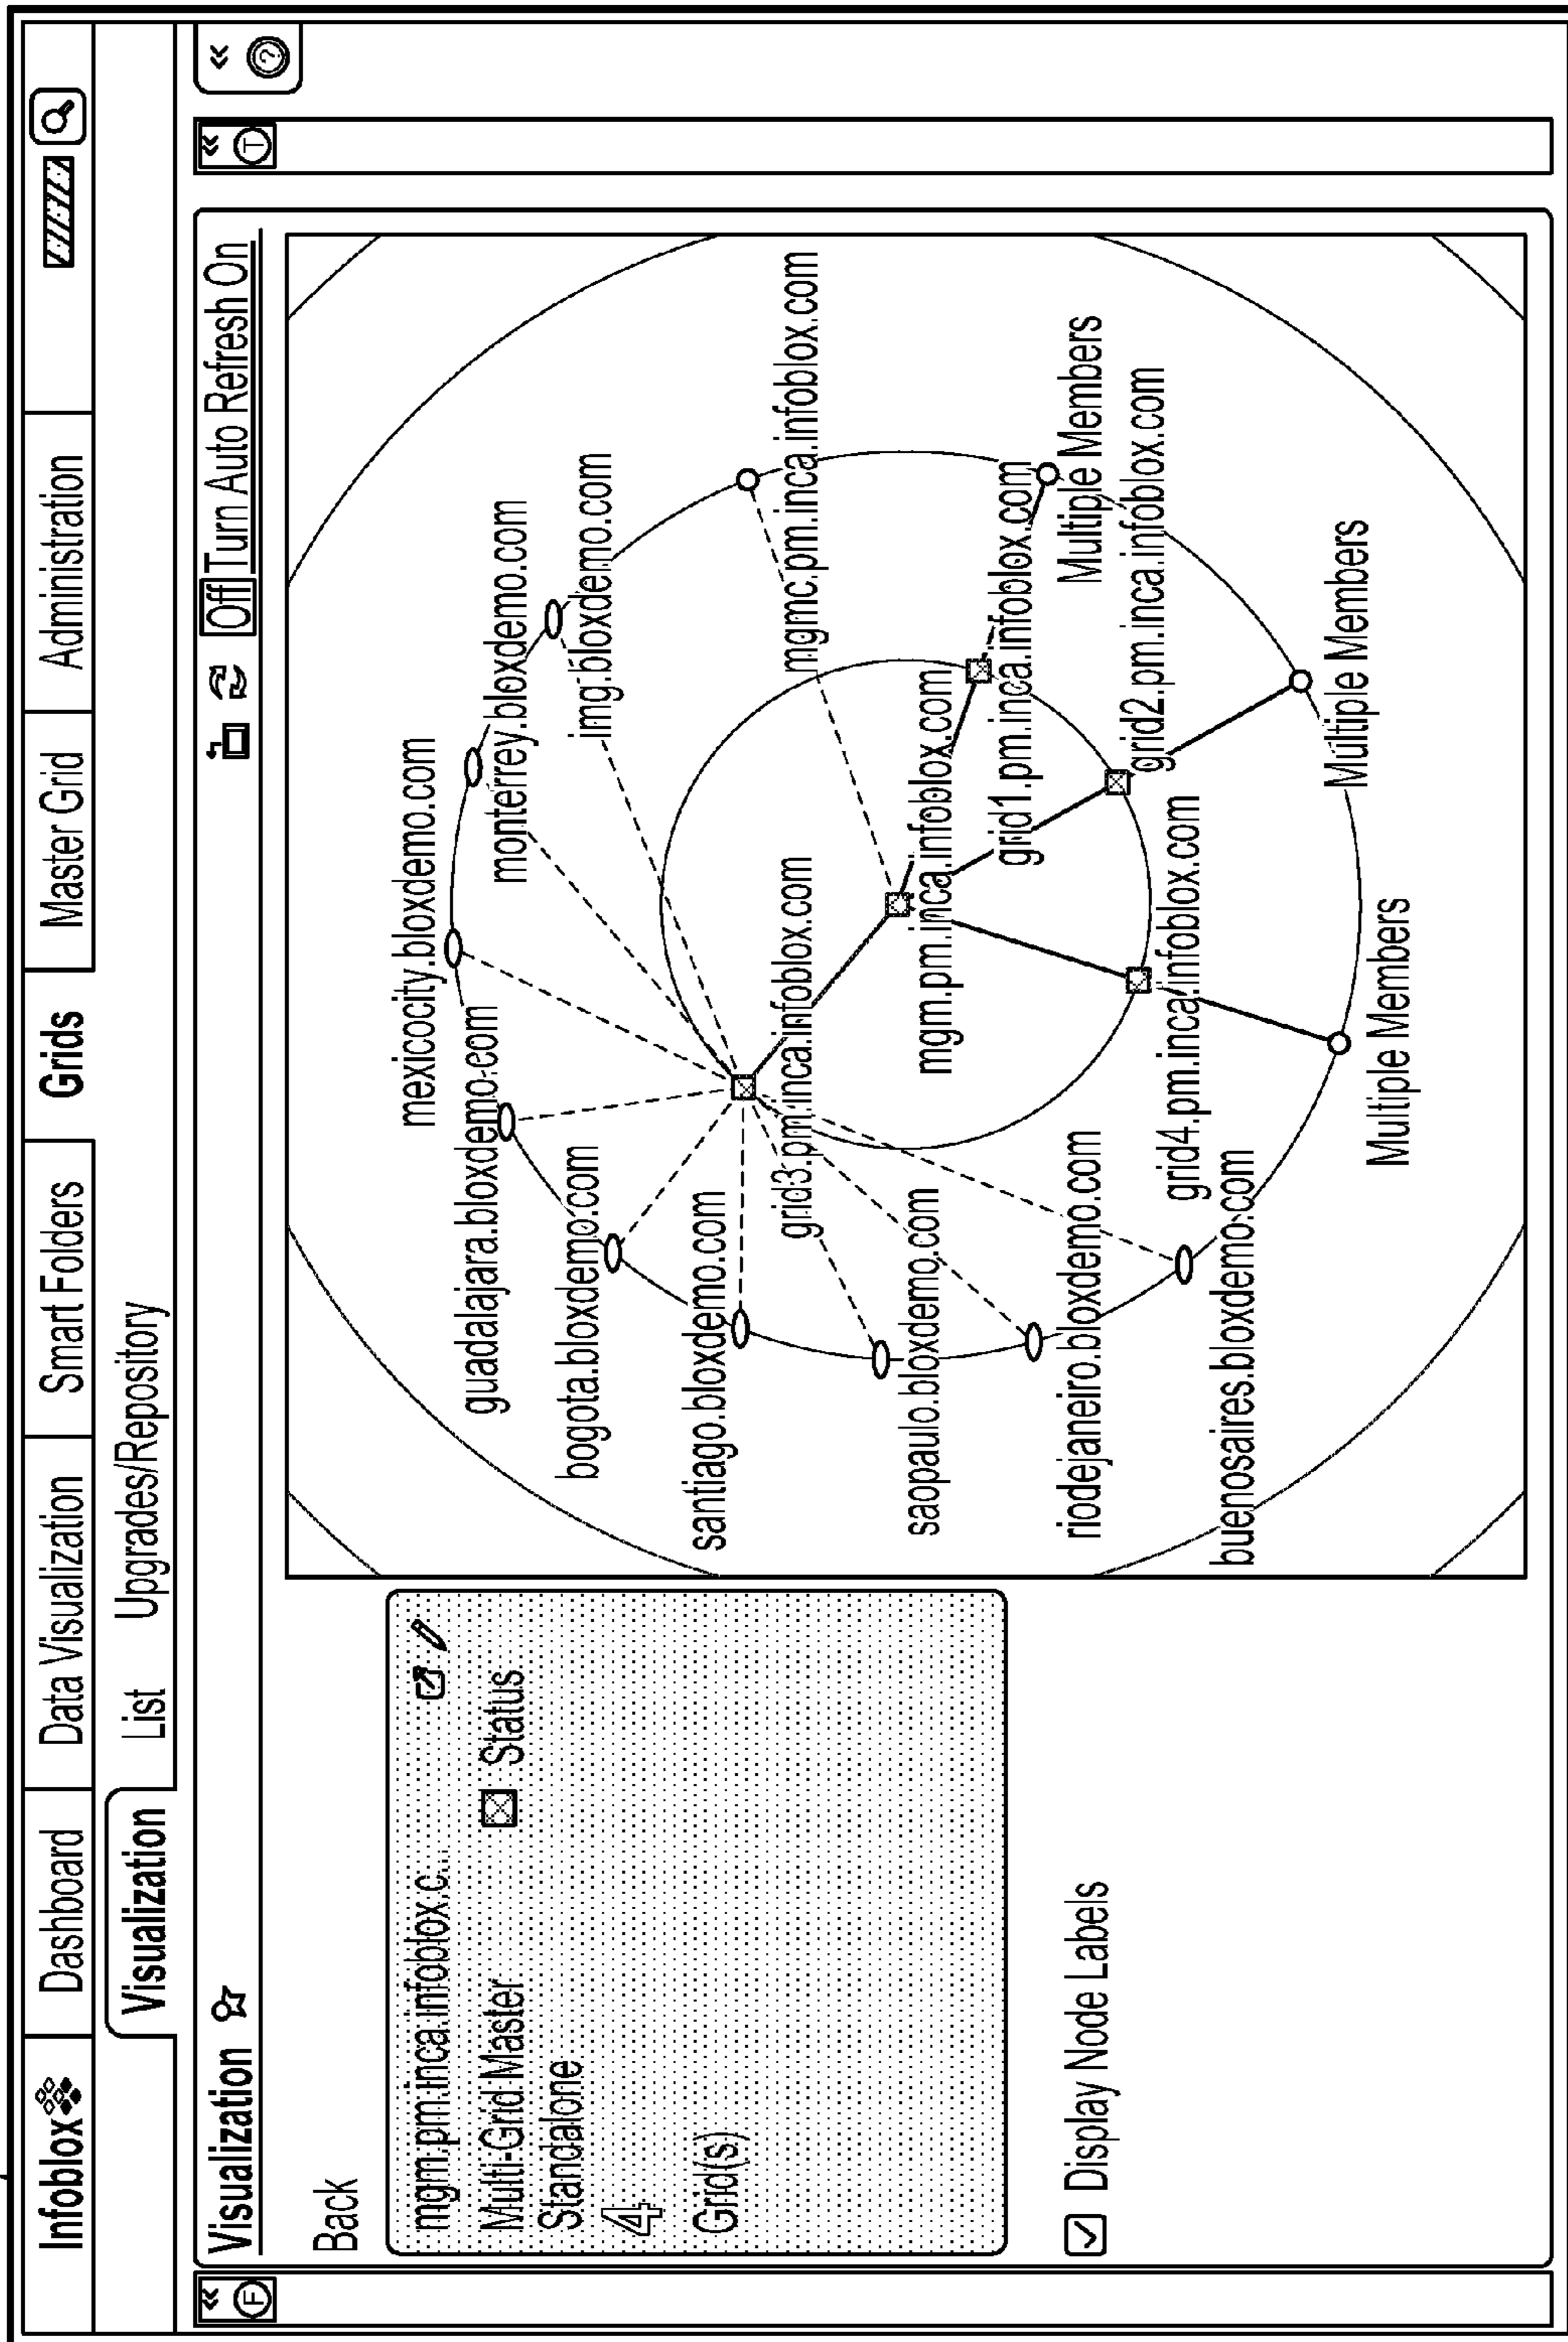 Infoblox Dashboard Data Visualization Smart Folders Grids Master Grid Administration
Visualization List Upgrades/Repository
Visualization Off Turn Auto Refresh On
Back
mgm.pm.inca.infoblox.c...
Multi-Grid Master Status
Standalone
4
Grid(s)
Display Node Labels
mexicocity.bloxdemo.com
guadalajara.bloxdemo.com
monterrey.bloxdemo.com
bogota.bloxdemo.com
img.bloxdemo.com
santiago.bloxdemo.com
grid3.pm.inca.infoblox.com
mgmc.pm.inca.infoblox.com
saopaulo.bloxdemo.com
mgm.pm.inca.infoblox.com
grid1.pm.inca.infoblox.com
Multiple Members
riodejaneiro.bloxdemo.com
grid2.pm.inca.infoblox.com
grid4.pm.inca.infoblox.com
buenosaires.bloxdemo.com
Multiple Members
Multiple Members
F
T
?